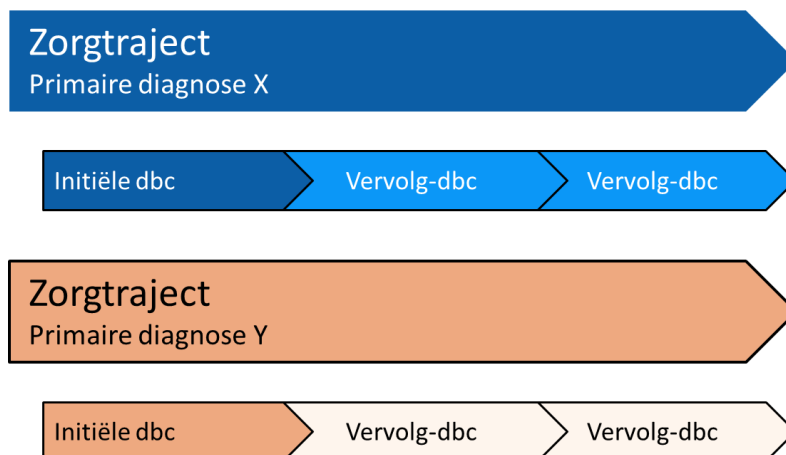 Zorgtraject
Primaire diagnose X
Initiële dbc Vervolg-dbc Vervolg-dbc
Zorgtraject
Primaire diagnose Y
Initiële dbc Vervolg-dbc Vervolg-dbc